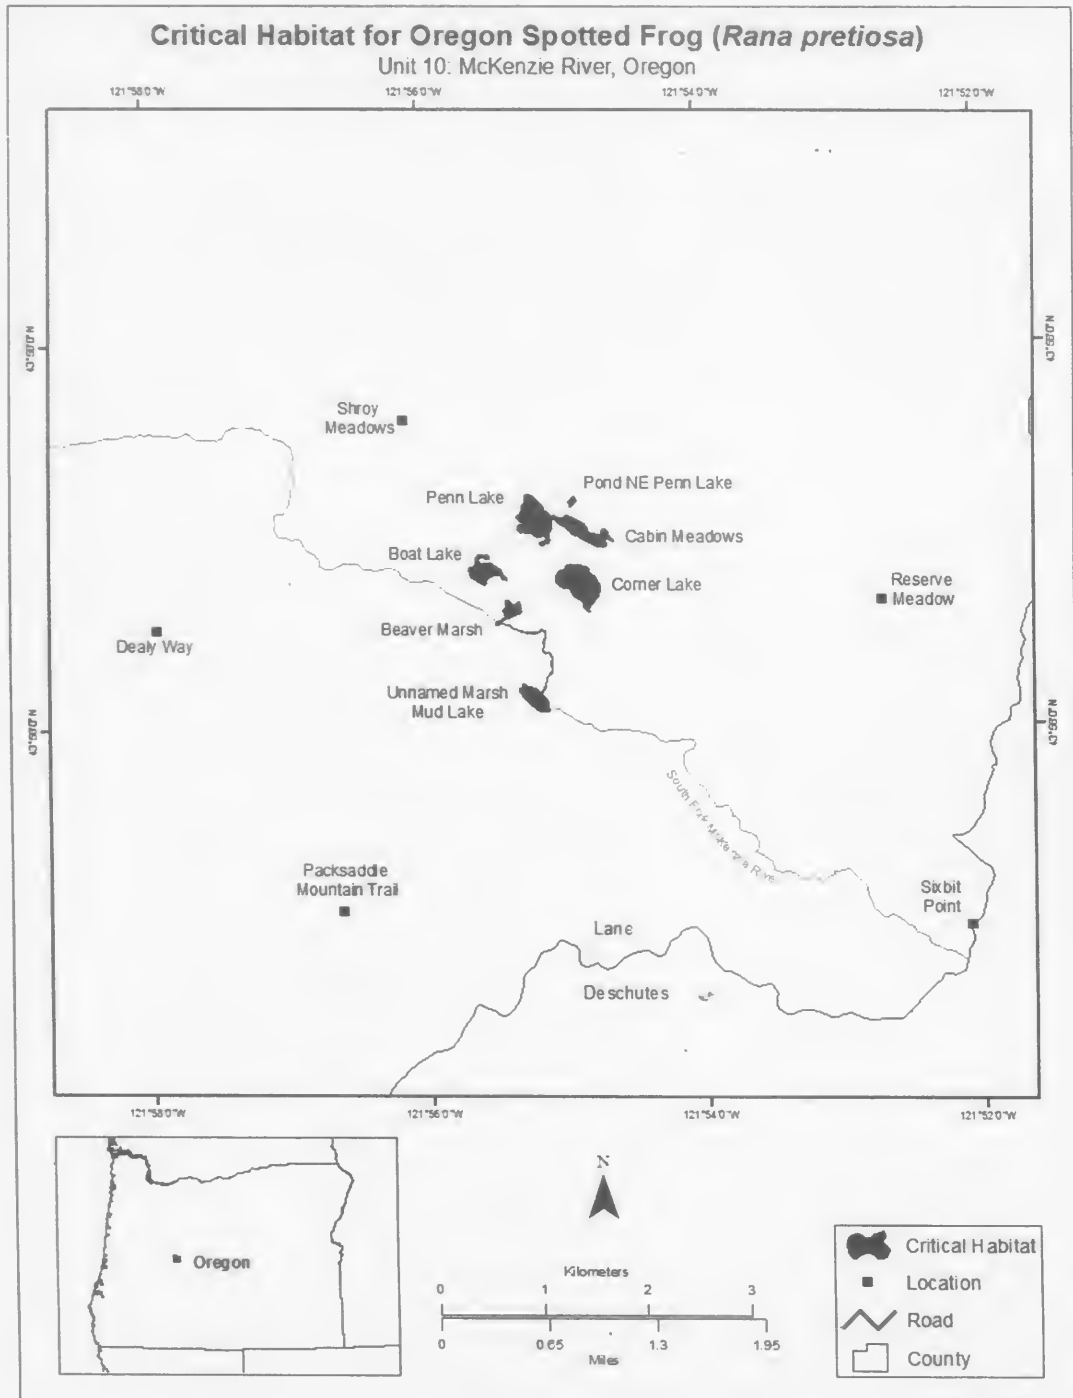 Critical Habitat for Oregon Spotted Frog (Rana pretiosa)
Unit 10: McKenzie River, Oregon
121°58'0"W
121°56'0"W
121°54'0"W
121°52'0"W
Shroy
Meadows
Pond NE Penn Lake
Penn Lake
Cabin Meadows
Boat Lake
Corner Lake
Reserve
Meadow
Beaver Marsh
Dealy Way
Unnamed Marsh
Mud Lake
South Fork McKenzie River
Packsaddle
Mountain Trail
Sixbit
Point
Lane
Deschutes
121°58'0"W
121°56'0"W
121°54'0"W
121°52'0"W
Oregon
N
Kilometers
0 1 2 3
0 0.65 1.3 1.95
Miles
Critical Habitat
Location
Road
County